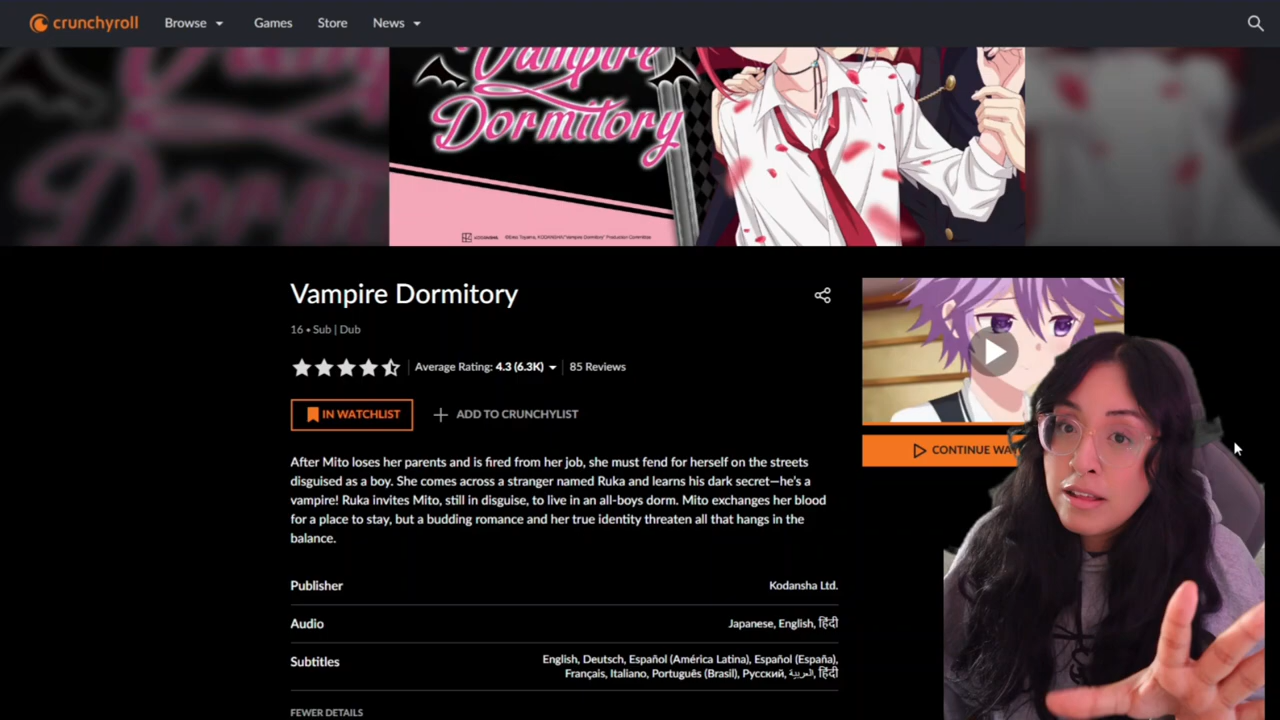 crunchyroll
Browse
Games
Store
News
Vampire
Dormitory
Vampire Dormitory
16 • Sub | Dub
Average Rating: 4.3 (6.3K)
85 Reviews
IN WATCHLIST
ADD TO CRUNCHYLIST
CONTINUE WA
After Mito loses her parents and is fired from her job, she must fend for herself on the streets
disguised as a boy. She comes across a stranger named Ruka and learns his dark secret—he's a
vampire! Ruka invites Mito, still in disguise, to live in an all-boys dorm. Mito exchanges her blood
for a place to stay, but a budding romance and her true identity threaten all that hangs in the
balance.
Publisher
Kodansha Ltd.
Audio
Japanese, English, हिंदी
Subtitles
English, Deutsch, Español (América Latina), Español (España),
Français, Italiano, Português (Brasil), Русский, العربية, हिंदी
FEWER DETAILS